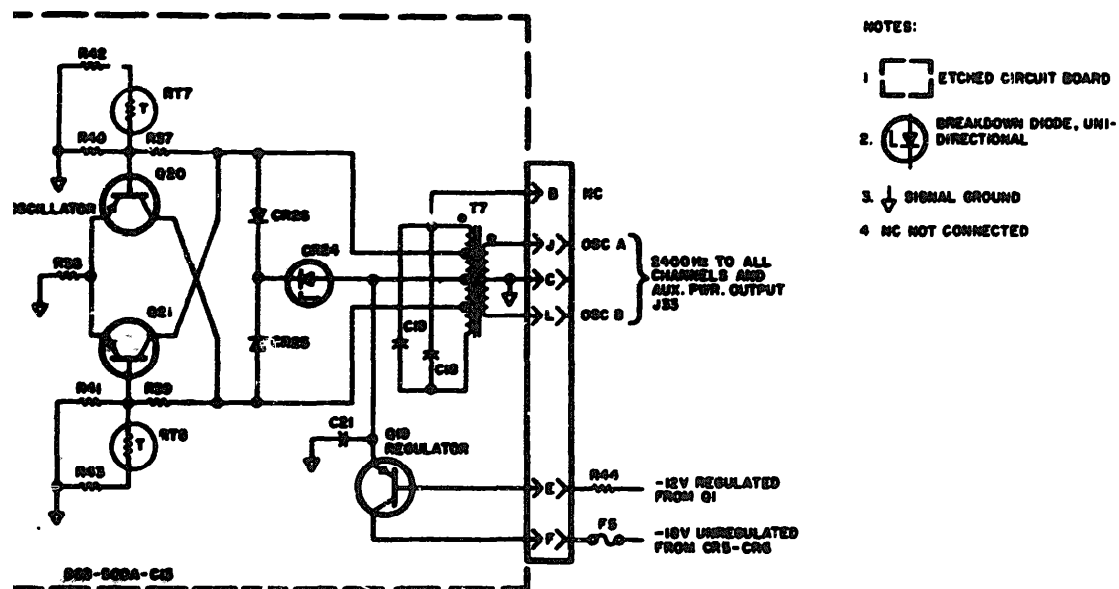 NOTES:
1 ETCHED CIRCUIT BOARD
2. BREAKDOWN DIODE, UNI-
DIRECTIONAL
3. SIGNAL GROUND
4 NC NOT CONNECTED
R42
RT7
T
R40
R37
Q20
OSCILLATOR
R38
Q21
R41
R39
RT6
T
R43
CR26
CR24
CR25
T7
C19
C18
C21
Q19
REGULATOR
B NC
J OSC A
C
L OSC B
2400Hz TO ALL
CHANNELS AND
AUX. PWR. OUTPUT
J33
E R44
-12V REGULATED
FROM Q1
F F5
-18V UNREGULATED
FROM CR5-CR6